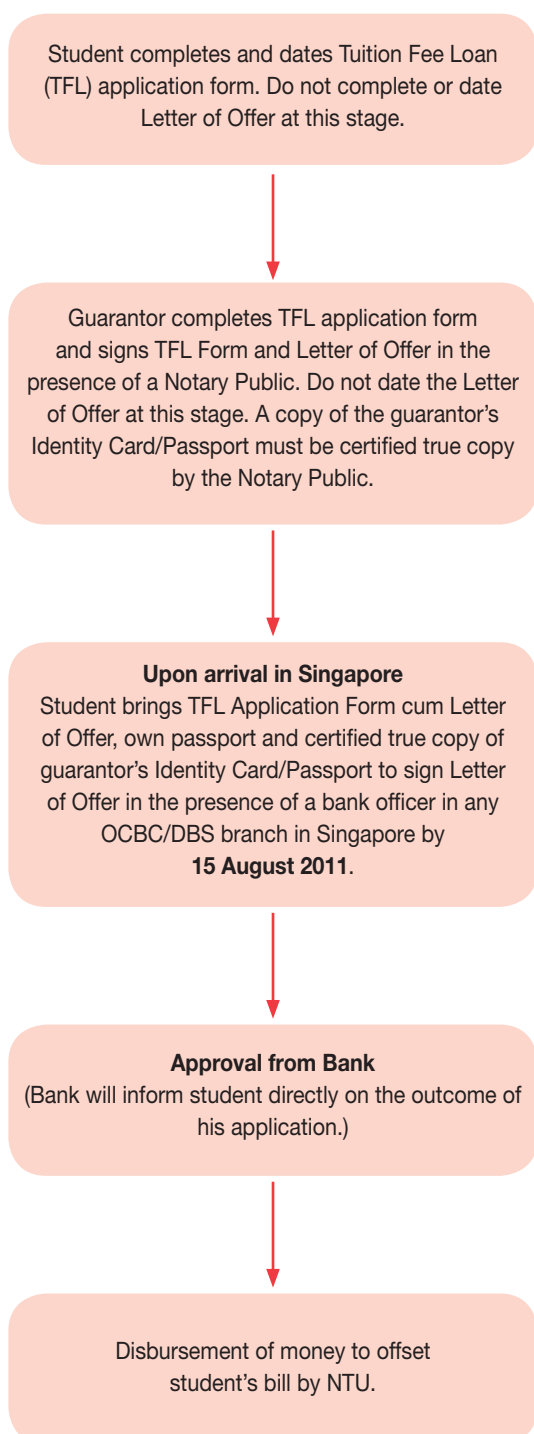 Student completes and dates Tuition Fee Loan
(TFL) application form. Do not complete or date
Letter of Offer at this stage.
Guarantor completes TFL application form
and signs TFL Form and Letter of Offer in the
presence of a Notary Public. Do not date the Letter
of Offer at this stage. A copy of the guarantor's
Identity Card/Passport must be certified true copy
by the Notary Public.
Upon arrival in Singapore
Student brings TFL Application Form cum Letter
of Offer, own passport and certified true copy of
guarantor's Identity Card/Passport to sign Letter
of Offer in the presence of a bank officer in any
OCBC/DBS branch in Singapore by
15 August 2011.
Approval from Bank
(Bank will inform student directly on the outcome of
his application.)
Disbursement of money to offset
student's bill by NTU.